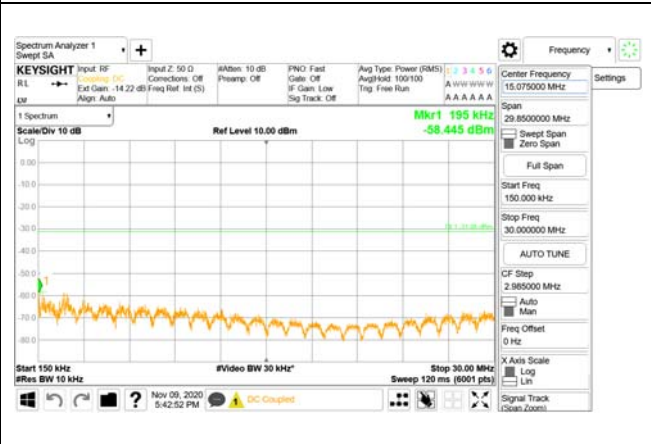 Spectrum Analyzer 1
Swept SA
+
Frequency
KEYSIGHT
RL
Input: RF
Coupling: DC
Ext Gain: -14.22 dB
Align: Auto
Input Z: 50 Ω
Corrections: Off
Freq Ref: Int (S)
#Atten: 10 dB
Preamp: Off
PNO: Fast
Gate: Off
IF Gain: Low
Sig Track: Off
Avg Type: Power (RMS)
Avg|Hold: 100/100
Trig: Free Run
1 2 3 4 5 6
A W W W W W
A A A A A A
1 Spectrum
Scale/Div 10 dB
Ref Level 10.00 dBm
Mkr1 195 kHz
-58.445 dBm
Log
0.00
-10.0
-20.0
-30.0
-40.0
-50.0
-60.0
-70.0
-80.0
1
Start 150 kHz
#Video BW 30 kHz*
Stop 30.00 MHz
#Res BW 10 kHz
Sweep 120 ms (6001 pts)
Center Frequency
15.075000 MHz
Settings
Span
29.8500000 MHz
Swept Span
Zero Span
Full Span
Start Freq
150.000 kHz
Stop Freq
30.000000 MHz
AUTO TUNE
CF Step
2.985000 MHz
Auto
Man
Freq Offset
0 Hz
X Axis Scale
Log
Lin
Signal Track
(Span Zoom)
?
Nov 09, 2020
5:42:52 PM
1
DC Coupled